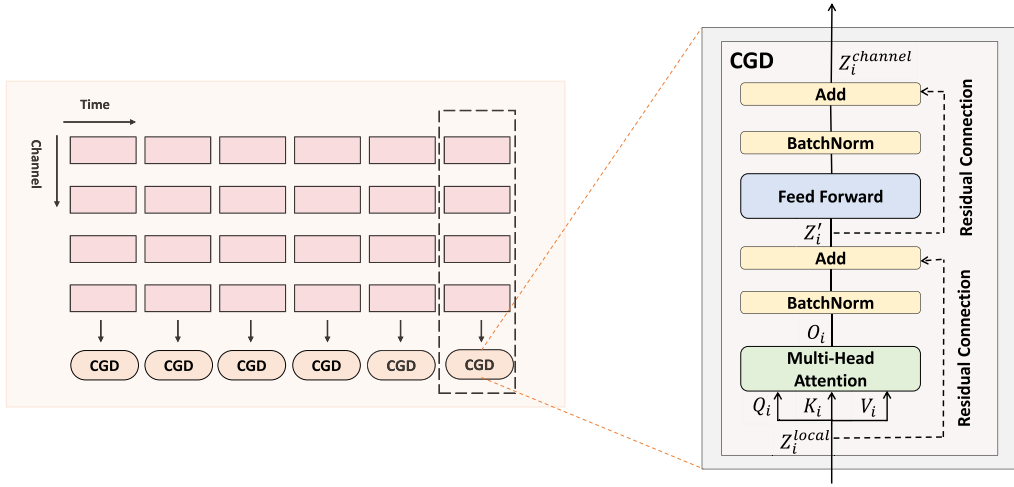 Time
Channel
CGD CGD CGD CGD CGD CGD
CGD
Z_i^{channel}
Add
BatchNorm
Feed Forward
Z_i'
Add
BatchNorm
O_i
Multi-Head
Attention
Q_i K_i V_i
Z_i^{local}
Residual Connection
Residual Connection